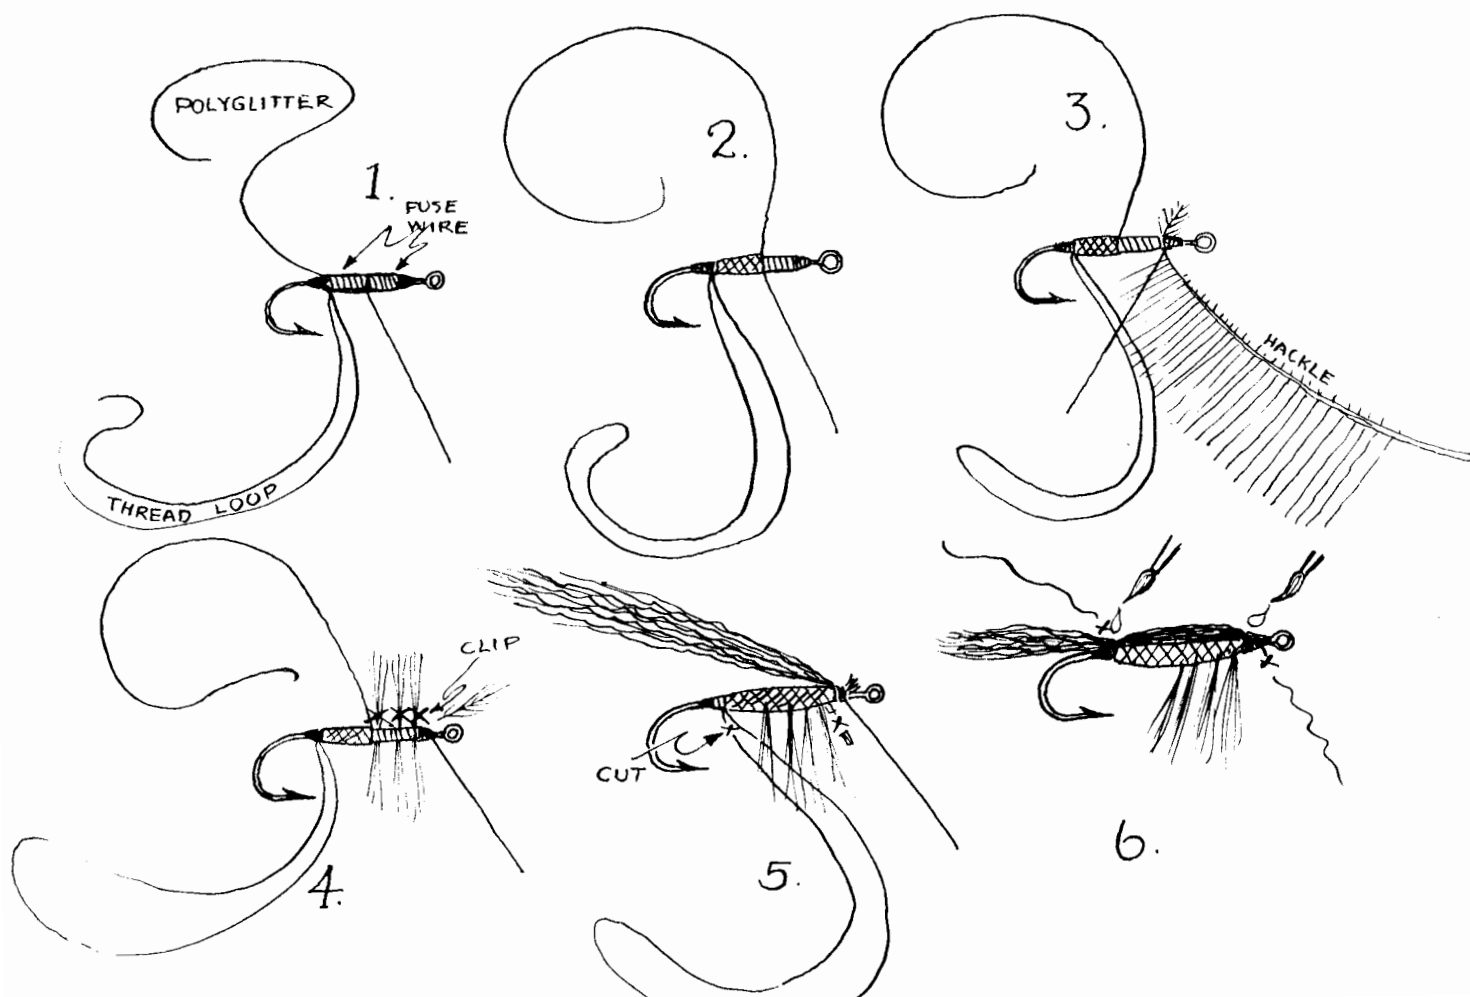 POLYGLITTER
1.
FUSE
WIRE
THREAD LOOP
2.
3.
HACKLE
4.
CLIP
5.
CUT
6.